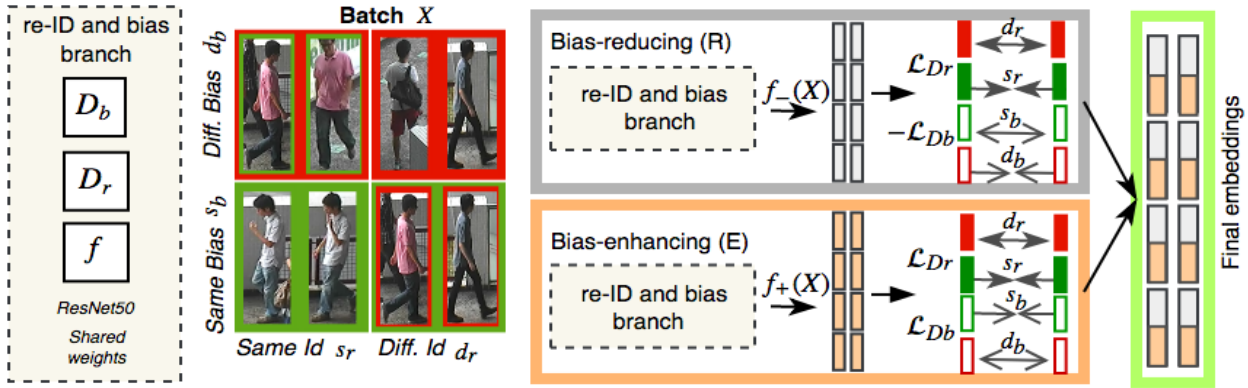 re-ID and bias
branch
D_b
D_r
f
ResNet50
Shared
weights
Batch X
Diff. Bias d_b
Same Bias s_b
Same Id s_r
Diff. Id d_r
Bias-reducing (R)
re-ID and bias
branch
f_−(X)
ℒ_Dr
−ℒ_Db
d_r
s_r
s_b
d_b
Bias-enhancing (E)
re-ID and bias
branch
f_+(X)
ℒ_Dr
ℒ_Db
d_r
s_r
s_b
d_b
Final embeddings